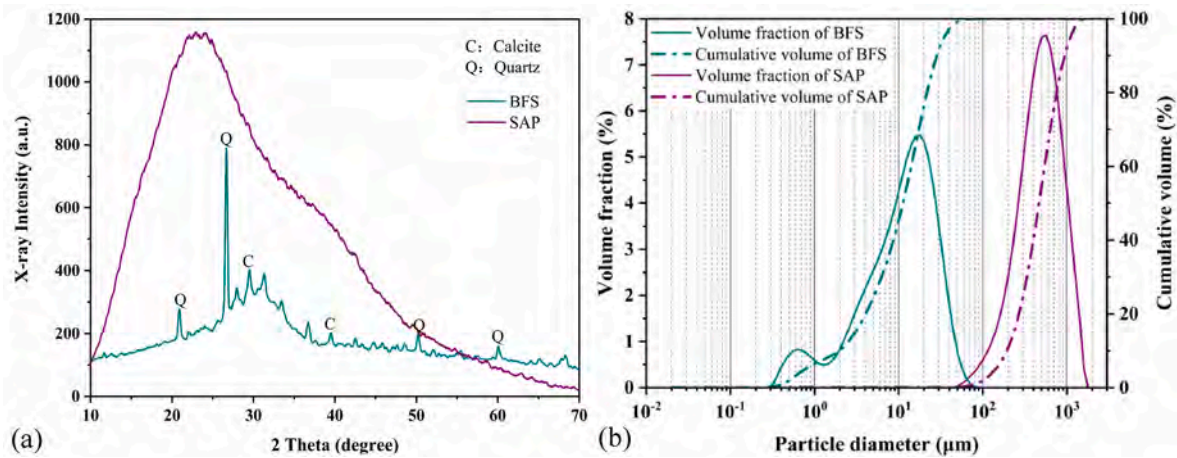 1200
1000
800
600
400
200
0
X-ray Intensity (a.u.)
10 20 30 40 50 60 70
2 Theta (degree)
C：Calcite
Q：Quartz
BFS
SAP
Q
Q
C
C
Q
Q
(a)
8
7
6
5
4
3
2
1
0
Volume fraction (%)
Volume fraction of BFS
Cumulative volume of BFS
Volume fraction of SAP
Cumulative volume of SAP
100
80
60
40
20
0
Cumulative volume (%)
10-2 10-1 100 101 102 103
Particle diameter (μm)
(b)